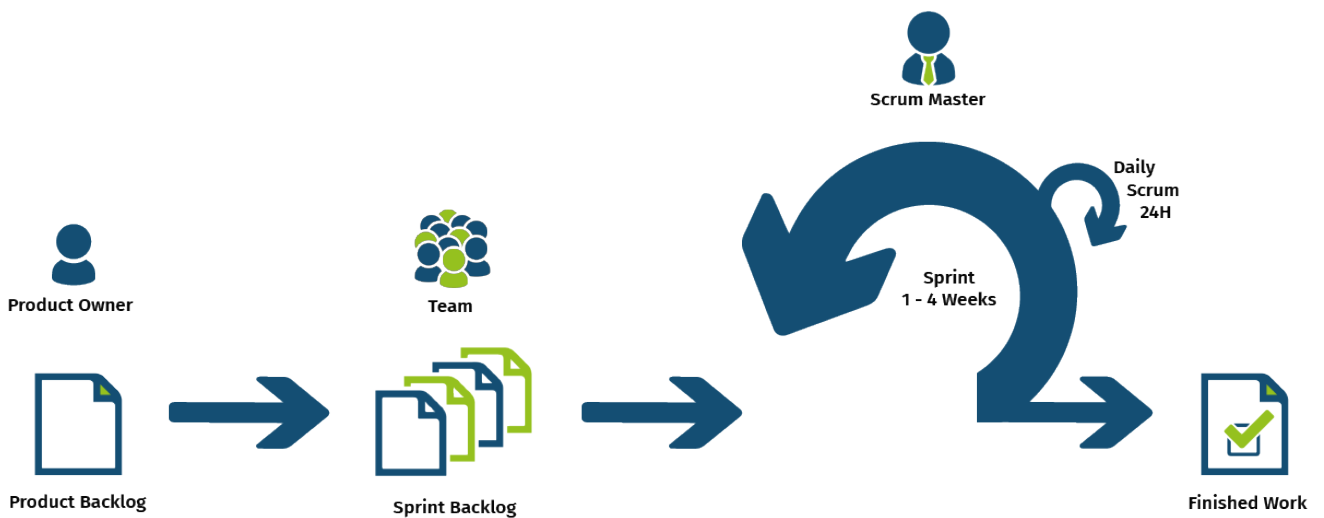 Scrum Master
Daily
Scrum
24H
Sprint
1 - 4 Weeks
Product Owner
Team
Product Backlog
Sprint Backlog
Finished Work